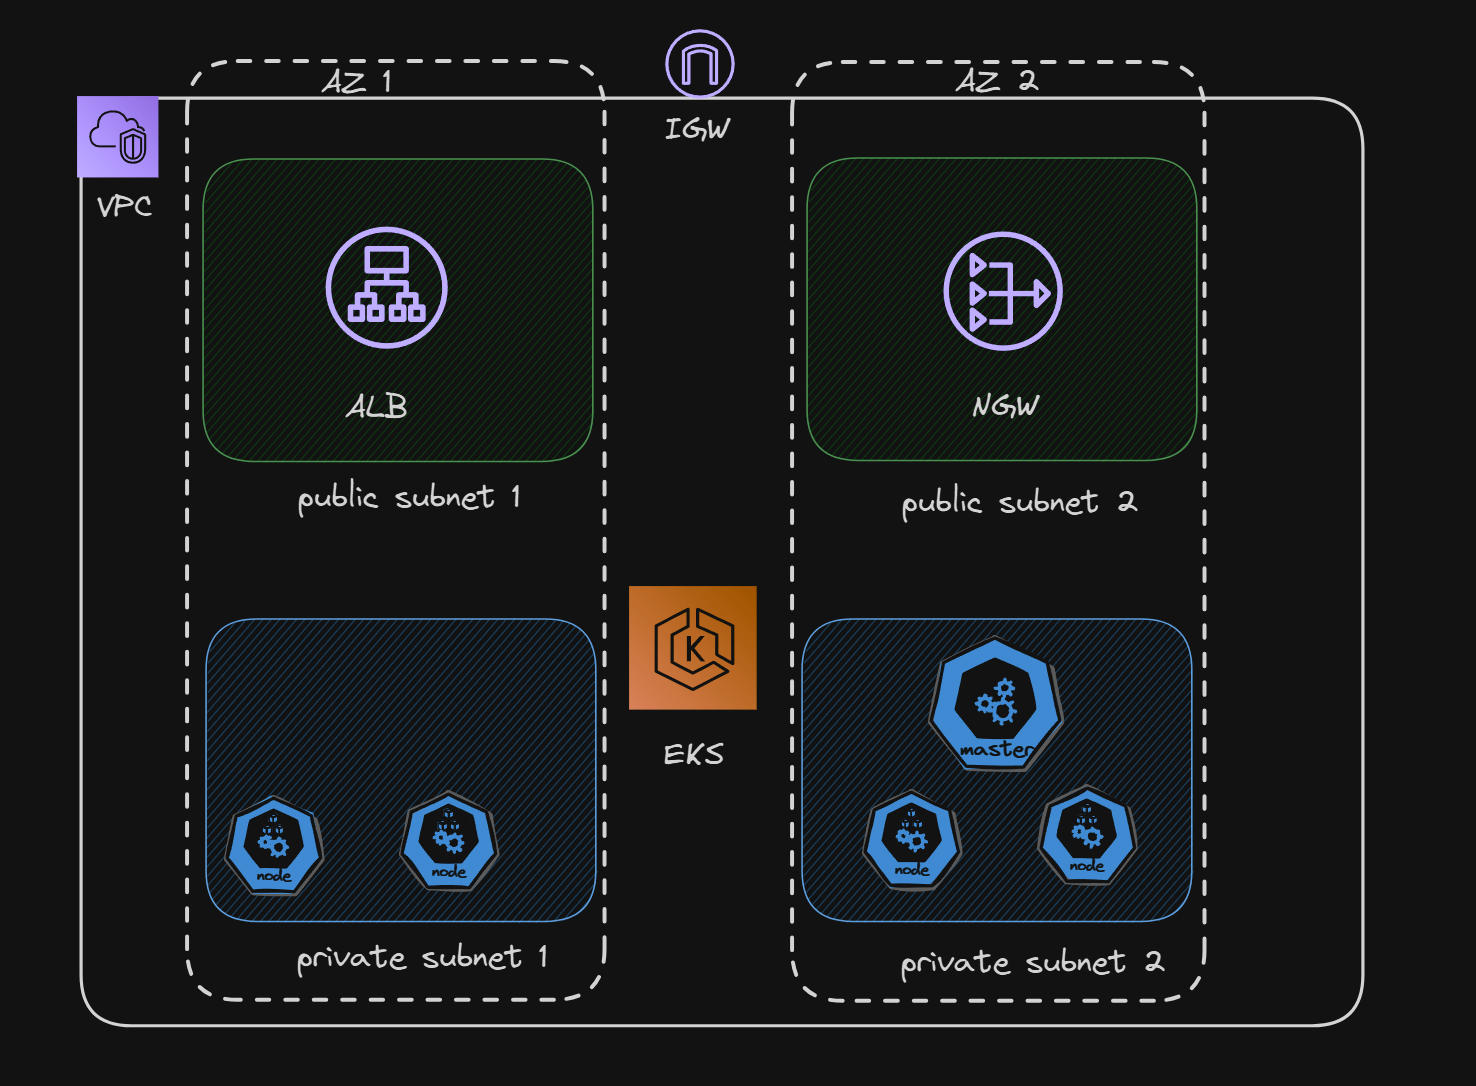 AZ 1
AZ 2
IGW
VPC
ALB
NGW
public subnet 1
public subnet 2
K
EKS
master
node
node
node
node
private subnet 1
private subnet 2